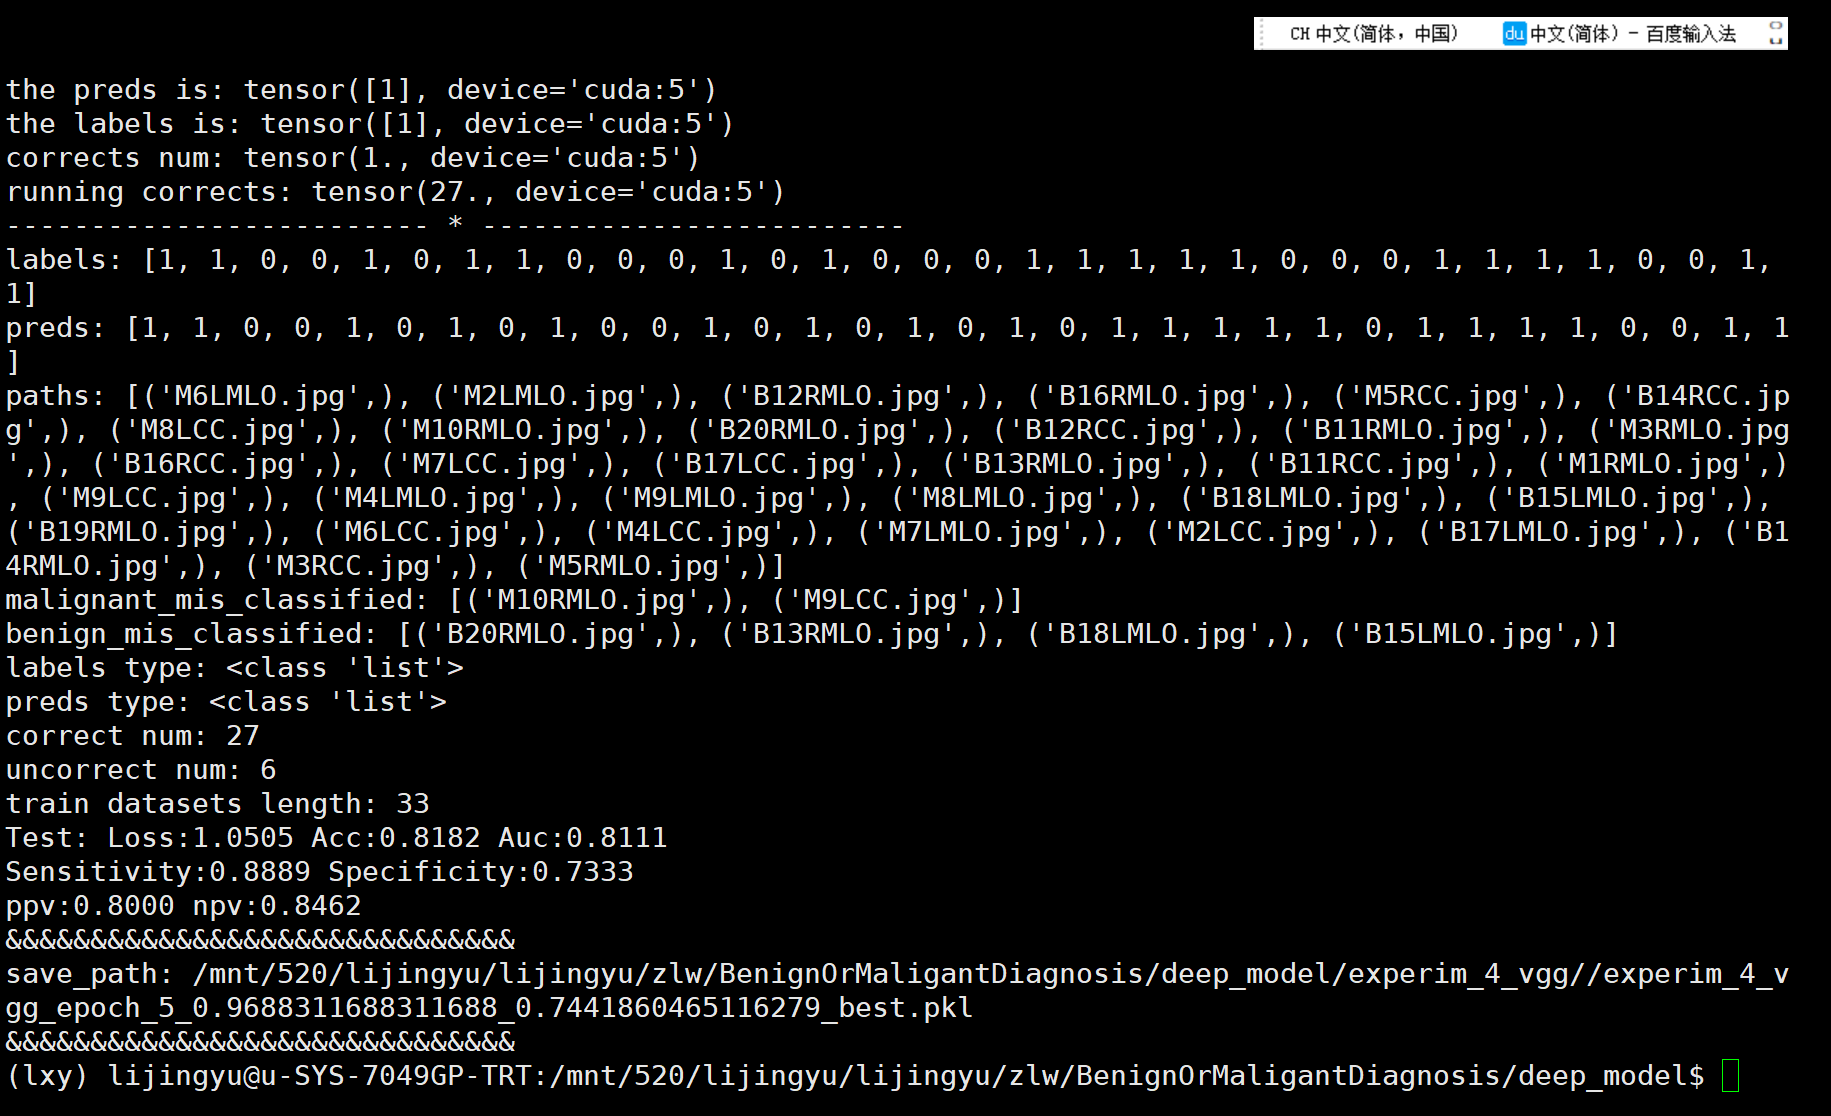 CH 中文(简体，中国) du 中文(简体) - 百度输入法
the preds is: tensor([1], device='cuda:5')
the labels is: tensor([1], device='cuda:5')
corrects num: tensor(1., device='cuda:5')
running corrects: tensor(27., device='cuda:5')
------------------------- * -------------------------
labels: [1, 1, 0, 0, 1, 0, 1, 1, 0, 0, 0, 1, 0, 1, 0, 0, 0, 1, 1, 1, 1, 1, 0, 0, 0, 1, 1, 1, 1, 0, 0, 1,
1]
preds: [1, 1, 0, 0, 1, 0, 1, 0, 1, 0, 0, 1, 0, 1, 0, 1, 0, 1, 0, 1, 1, 1, 1, 1, 0, 1, 1, 1, 1, 0, 0, 1, 1
]
paths: [('M6LMLO.jpg',), ('M2LMLO.jpg',), ('B12RMLO.jpg',), ('B16RMLO.jpg',), ('M5RCC.jpg',), ('B14RCC.jp
g',), ('M8LCC.jpg',), ('M10RMLO.jpg',), ('B20RMLO.jpg',), ('B12RCC.jpg',), ('B11RMLO.jpg',), ('M3RMLO.jpg
',), ('B16RCC.jpg',), ('M7LCC.jpg',), ('B17LCC.jpg',), ('B13RMLO.jpg',), ('B11RCC.jpg',), ('M1RMLO.jpg',)
, ('M9LCC.jpg',), ('M4LMLO.jpg',), ('M9LMLO.jpg',), ('M8LMLO.jpg',), ('B18LMLO.jpg',), ('B15LMLO.jpg',),
('B19RMLO.jpg',), ('M6LCC.jpg',), ('M4LCC.jpg',), ('M7LMLO.jpg',), ('M2LCC.jpg',), ('B17LMLO.jpg',), ('B1
4RMLO.jpg',), ('M3RCC.jpg',), ('M5RMLO.jpg',)]
malignant_mis_classified: [('M10RMLO.jpg',), ('M9LCC.jpg',)]
benign_mis_classified: [('B20RMLO.jpg',), ('B13RMLO.jpg',), ('B18LMLO.jpg',), ('B15LMLO.jpg',)]
labels type: <class 'list'>
preds type: <class 'list'>
correct num: 27
uncorrect num: 6
train datasets length: 33
Test: Loss:1.0505 Acc:0.8182 Auc:0.8111
Sensitivity:0.8889 Specificity:0.7333
ppv:0.8000 npv:0.8462
&&&&&&&&&&&&&&&&&&&&&&&&&&&&&&
save_path: /mnt/520/lijingyu/lijingyu/zlw/BenignOrMaligantDiagnosis/deep_model/experim_4_vgg//experim_4_v
gg_epoch_5_0.9688311688311688_0.7441860465116279_best.pkl
&&&&&&&&&&&&&&&&&&&&&&&&&&&&&&
(lxy) lijingyu@u-SYS-7049GP-TRT:/mnt/520/lijingyu/lijingyu/zlw/BenignOrMaligantDiagnosis/deep_model$